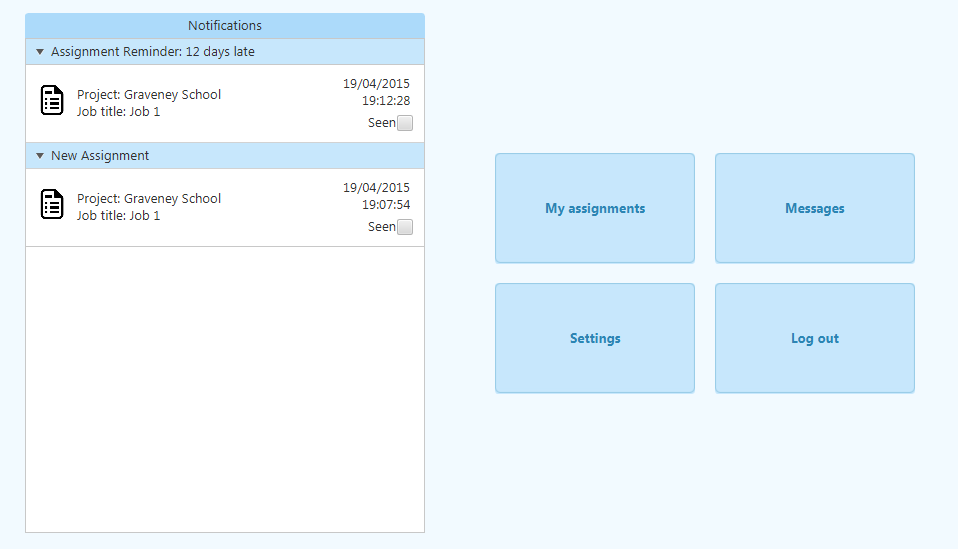 Notifications
Assignment Reminder: 12 days late
Project: Graveney School
Job title: Job 1
19/04/2015
19:12:28
Seen
New Assignment
Project: Graveney School
Job title: Job 1
19/04/2015
19:07:54
Seen
My assignments
Messages
Settings
Log out